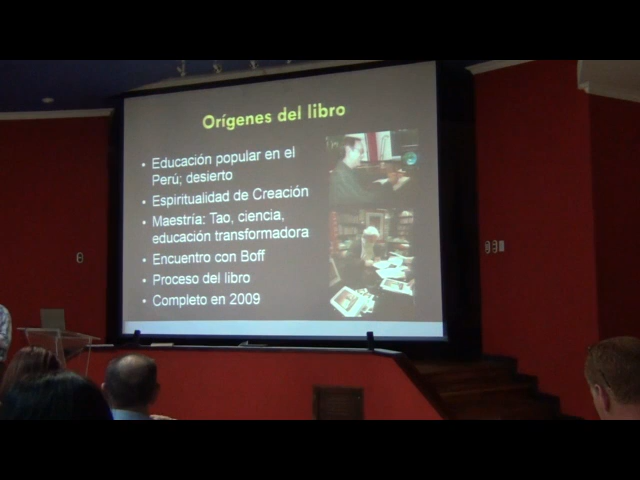 Orígenes del libro
• Educación popular en el
Perú; desierto
• Espiritualidad de Creación
• Maestría: Tao, ciencia,
educación transformadora
• Encuentro con Boff
• Proceso del libro
• Completo en 2009